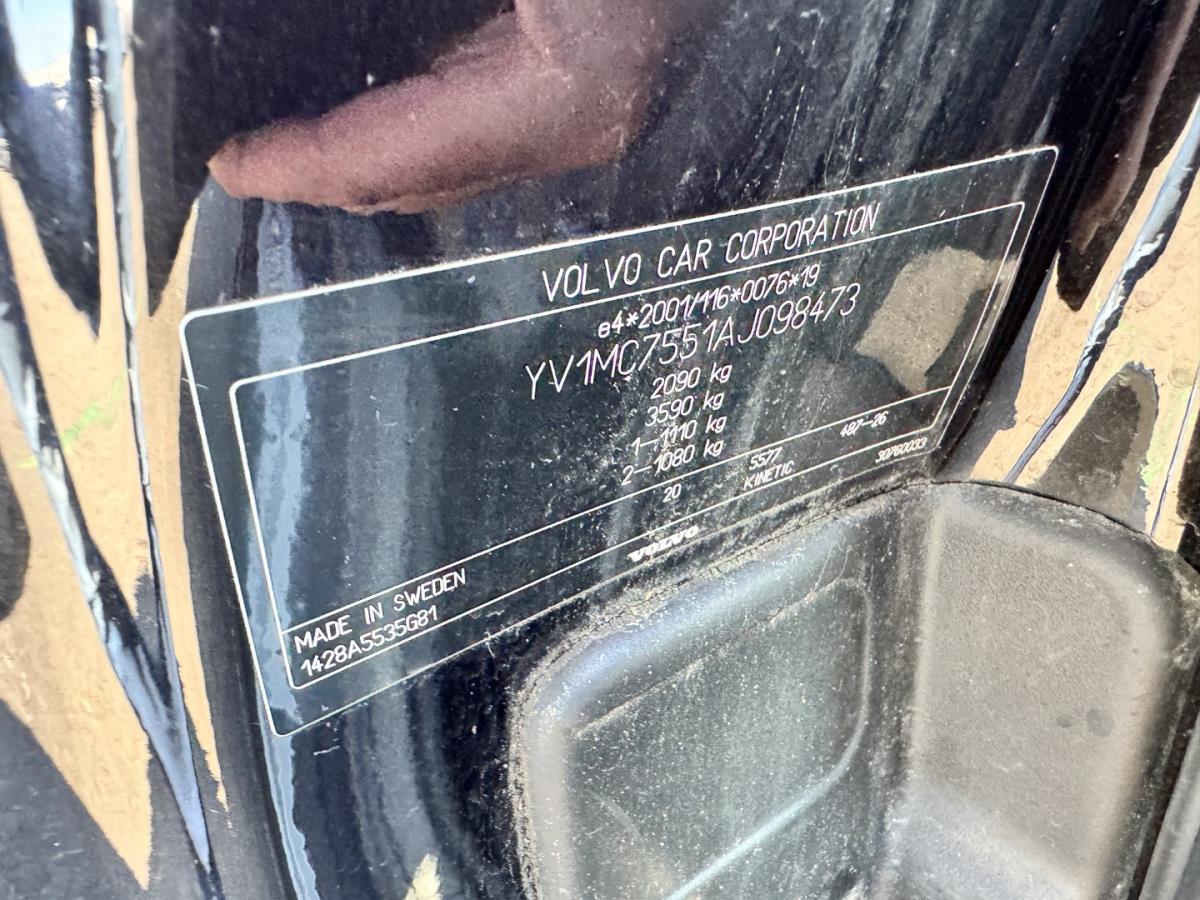 VOLVO CAR CORPORATION
e4*2001/116*0076*19
YV1MC7551AJ098473
2090 kg
3590 kg
1-1110 kg
2-1080 kg
20 5577 487-26
KINETIC 30760033
MADE IN SWEDEN
1428A5535G81
VOLVO